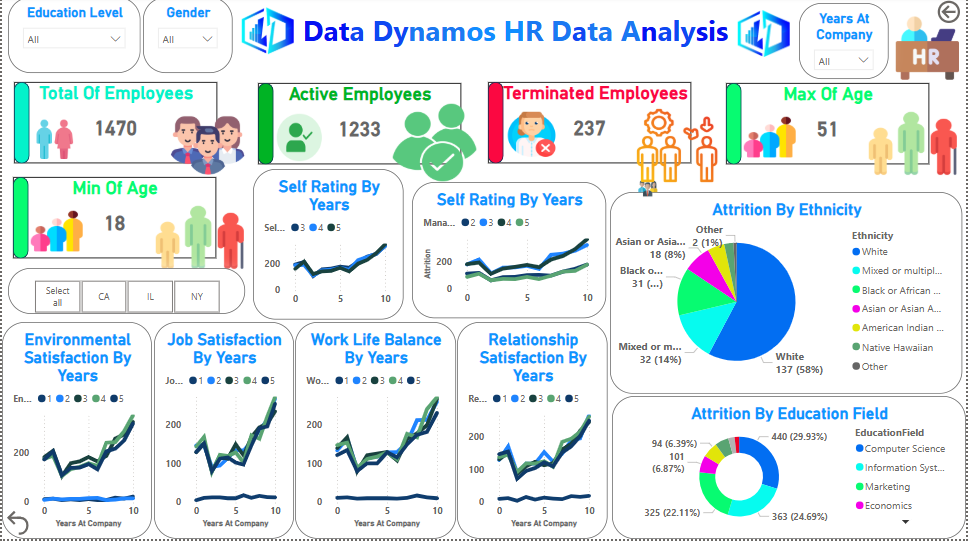 Education Level
All
Gender
All
Data Dynamos HR Data Analysis
Years At
Company
All
HR
Total Of Employees
1470
Active Employees
1233
Terminated Employees
237
Max Of Age
51
Min Of Age
18
Select
all
CA
IL
NY
Self Rating By
Years
Sel... 3 4 5
200
0
0 5 10
Self Rating By Years
Mana... 2 3 4 5
Attrition
200
0
0 5 10
Attrition By Ethnicity
Other
2 (1%)
Asian or Asia...
18 (8%)
Black o...
31 (...)
Mixed or m...
32 (14%)
White
137 (58%)
Ethnicity
White
Mixed or multipl...
Black or African ...
Asian or Asian A...
American Indian ...
Native Hawaiian
Other
Environmental
Satisfaction By
Years
En... 1 2 3 4 5
200
0
0 5 10
Years At Company
Job Satisfaction
By Years
Jo... 1 2 3 4 5
200
100
0
0 5 10
Years At Company
Work Life Balance
By Years
Wo... 1 2 3 4 5
200
100
0
0 5 10
Years At Company
Relationship
Satisfaction By
Years
Re... 1 2 3 4 5
200
100
0
0 5 10
Years At Company
Attrition By Education Field
94 (6.39%)
101
(6.87%)
325 (22.11%)
440 (29.93%)
363 (24.69%)
EducationField
Computer Science
Information Syst...
Marketing
Economics